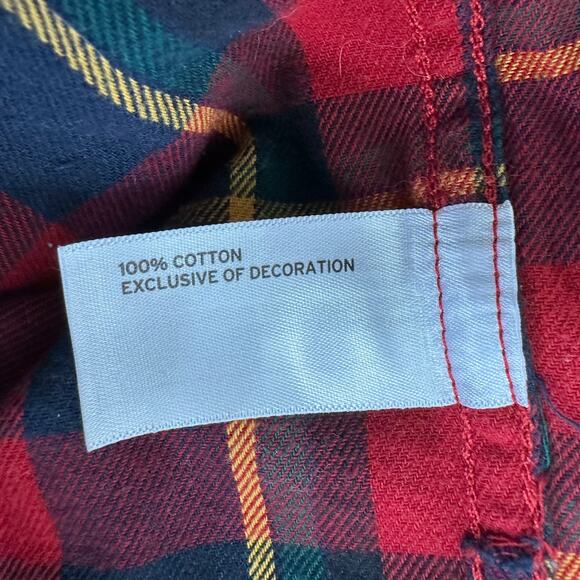 100% COTTON
EXCLUSIVE OF DECORATION